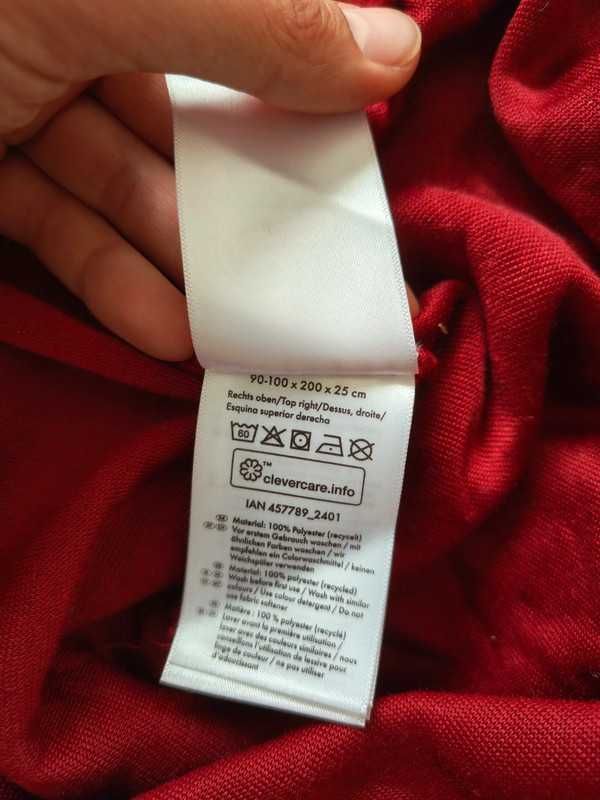 90-100 x 200 x 25 cm
Rechts oben/Top right/Dessus, droite/
Esquina superior derecha
60
™
clevercare.info
IAN 457789_2401
Material: 100% Polyester (recycelt)
Vor erstem Gebrauch waschen / mit
ähnlichen Farben waschen / wir
empfehlen ein Colorwaschmittel / keinen
Weichspüler verwenden
Material: 100% polyester (recycled)
Wash before first use / Wash with similar
colours / Use colour detergent / Do not
use fabric softener
Matière : 100 % polyester (recyclé)
Laver avant la première utilisation /
laver avec des couleurs similaires / nous
conseillons l'utilisation de lessive pour
linge de couleur / ne pas utiliser
d'adoucissant